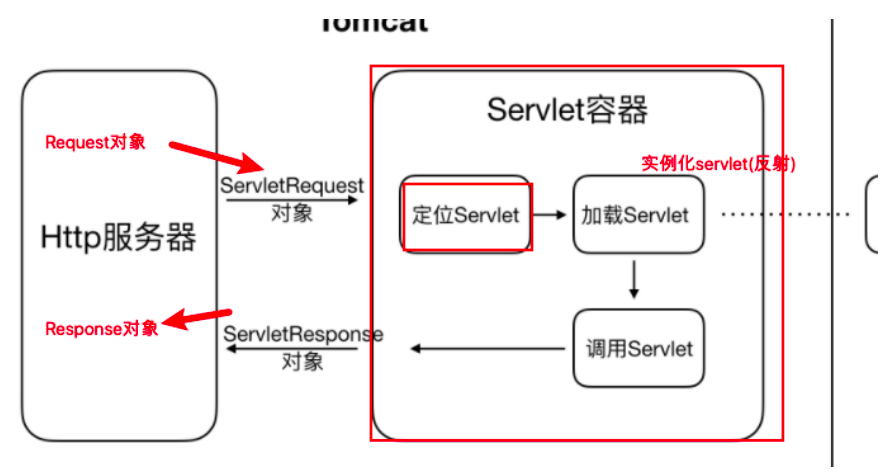 Tomcat
Servlet容器
Request对象
实例化servlet(反射)
ServletRequest
对象
定位Servlet
加载Servlet
Http服务器
Response对象
ServletResponse
对象
调用Servlet